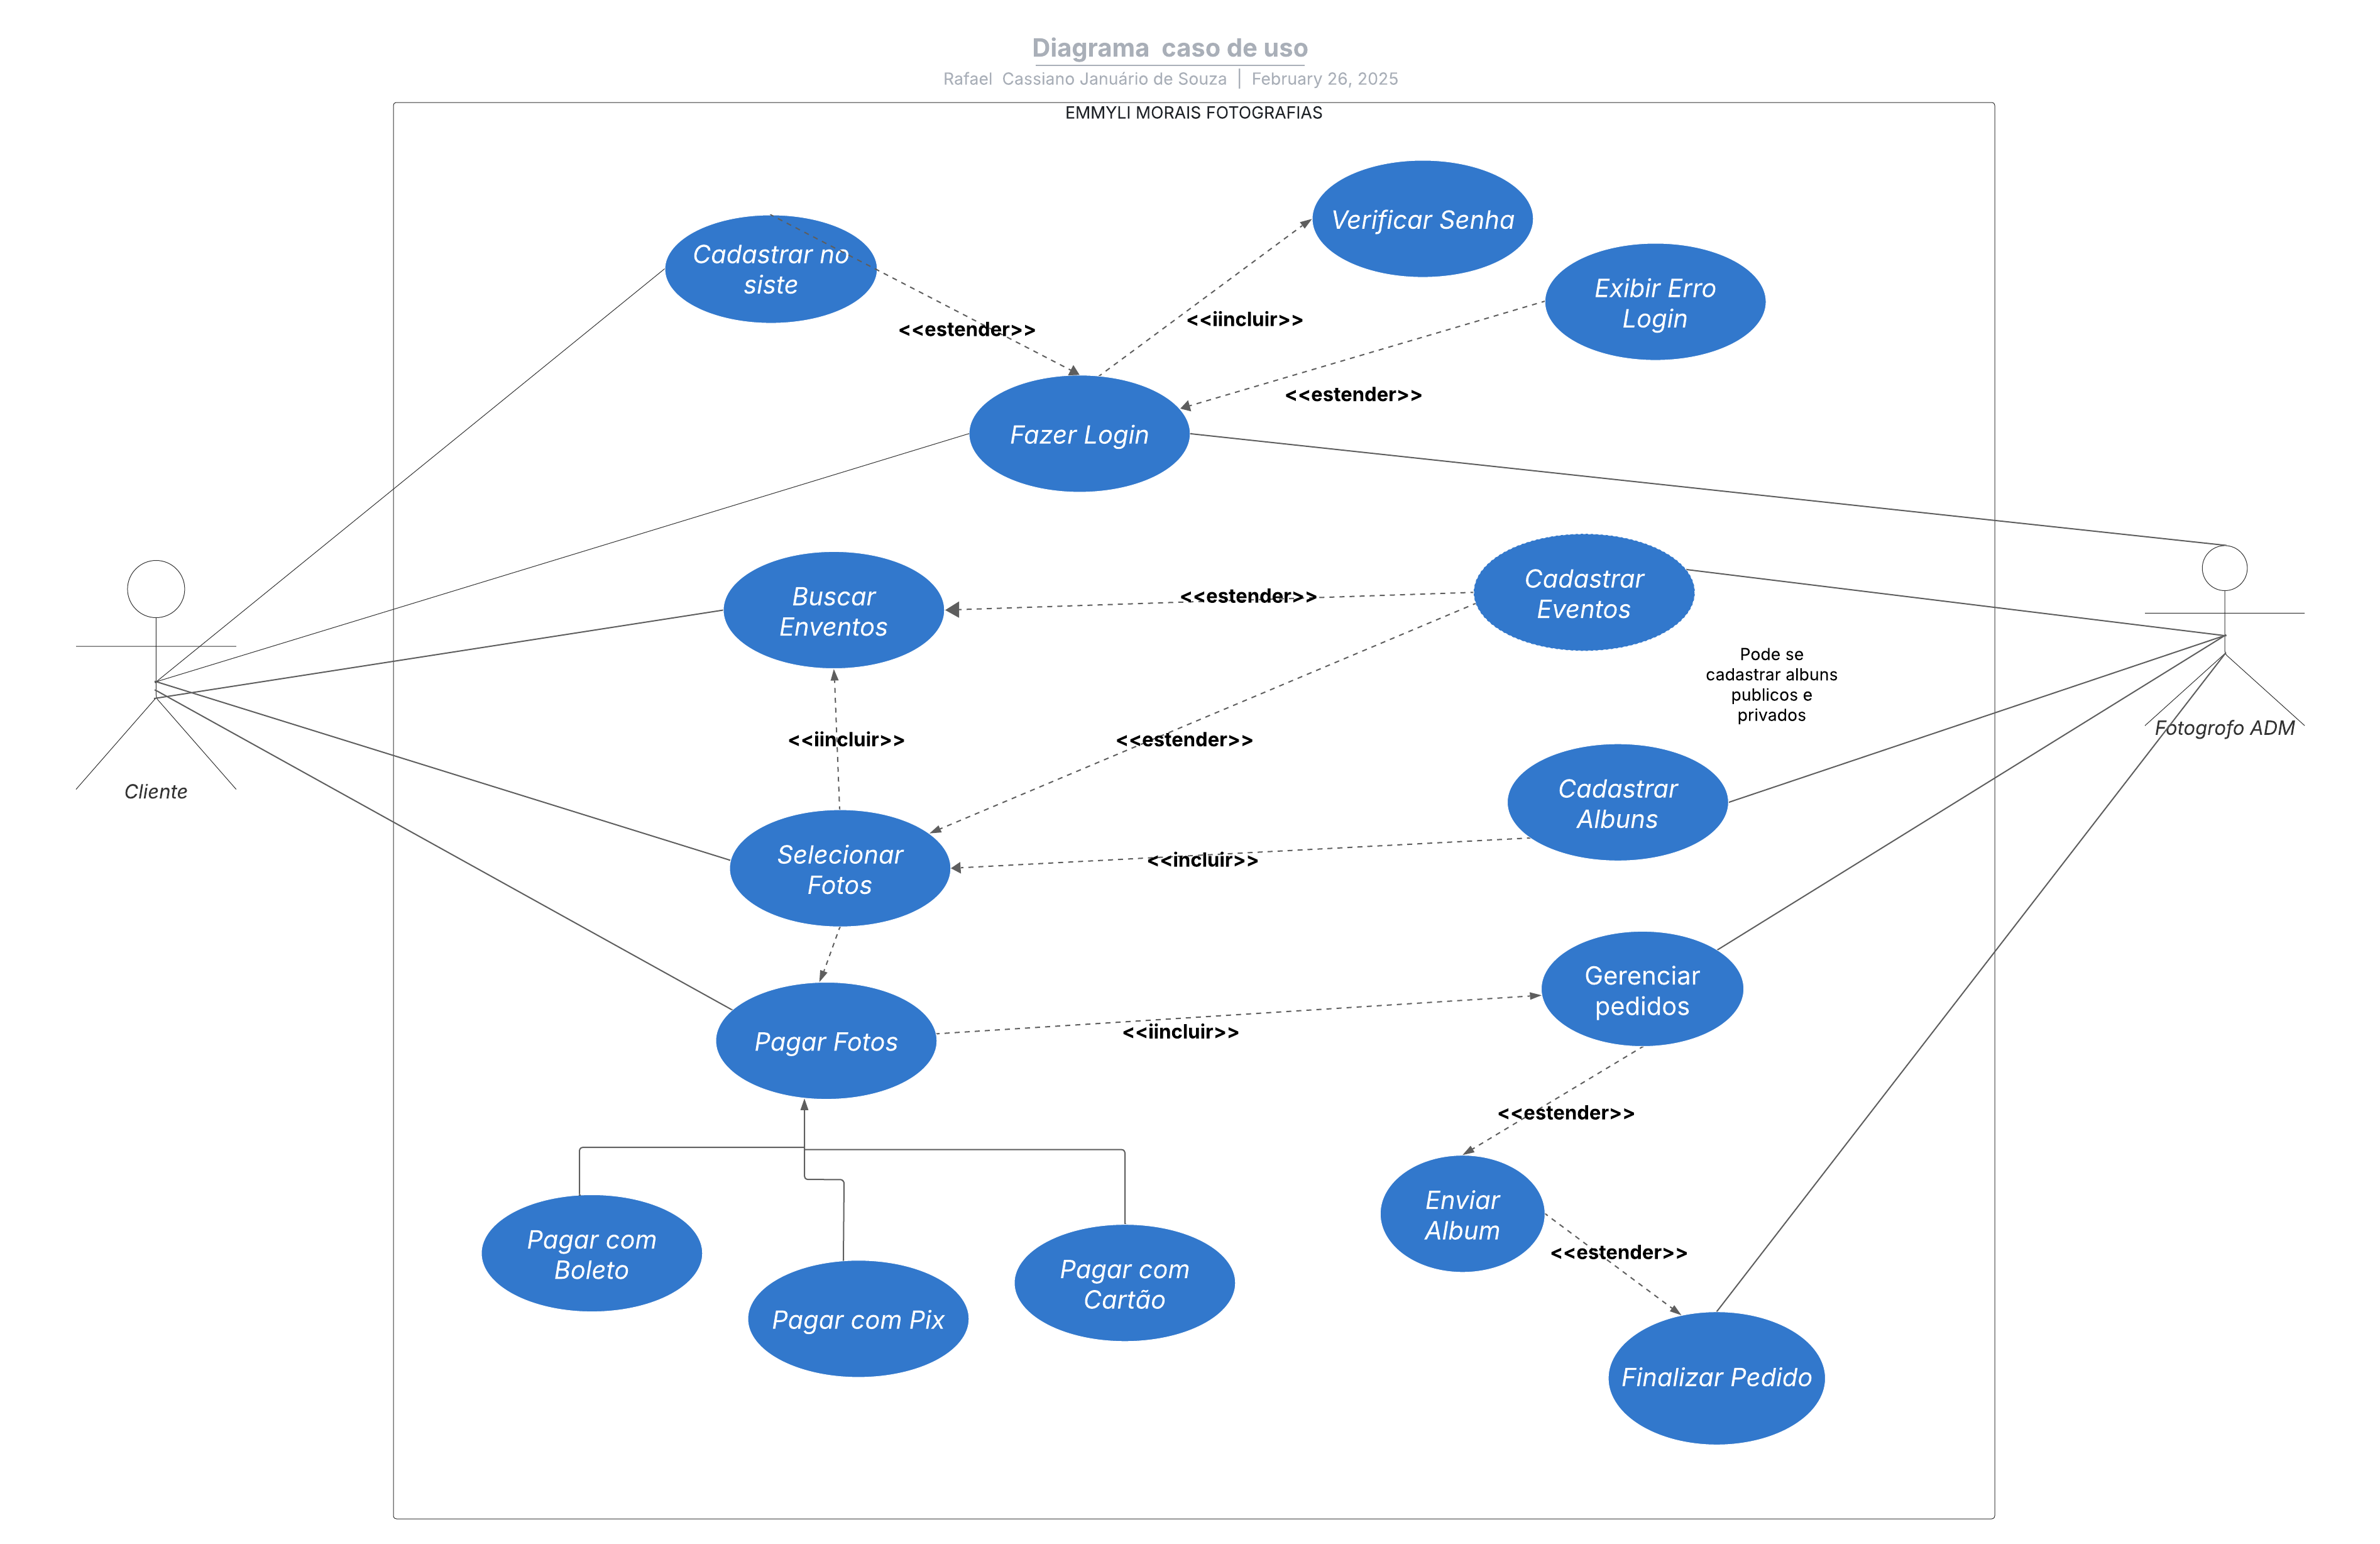 Diagrama  caso de uso
Rafael  Cassiano Januário de Souza | February 26, 2025
EMMYLI MORAIS FOTOGRAFIAS
Verificar Senha
Cadastrar no
siste
Exibir Erro
Login
<<iincluir>>
<<estender>>
<<estender>>
Fazer Login
Cadastrar
Eventos
Buscar
Enventos
<<estender>>
Pode se
cadastrar albuns
publicos e
privados
Fotogrofo ADM
<<iincluir>>
<<estender>>
Cliente
Cadastrar
Albuns
Selecionar
Fotos
<<incluir>>
Gerenciar
pedidos
Pagar Fotos
<<iincluir>>
<<estender>>
Enviar
Album
Pagar com
Boleto
<<estender>>
Pagar com
Cartão
Pagar com Pix
Finalizar Pedido